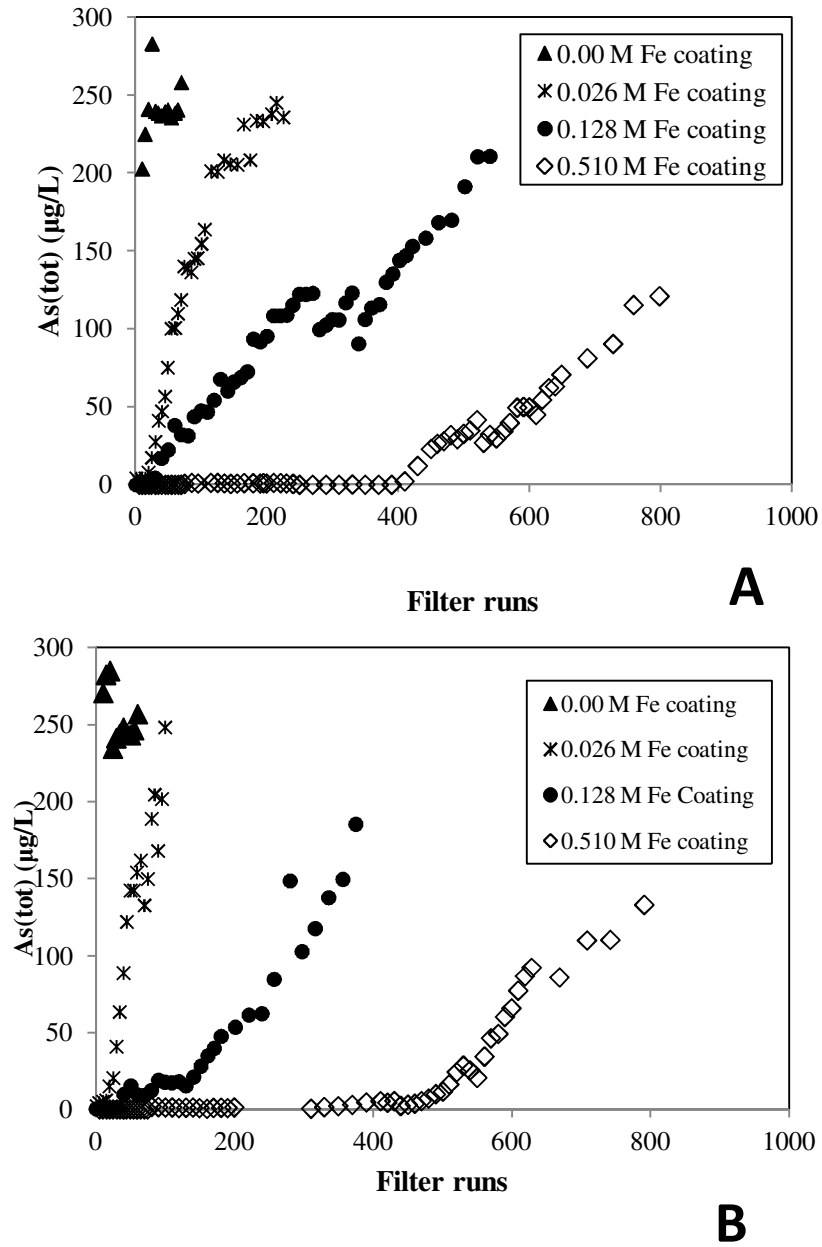 300
250
200
150
100
50
0
As(tot) (µg/L)
▲ 0.00 M Fe coating
0.026 M Fe coating
● 0.128 M Fe coating
◇ 0.510 M Fe coating
0 200 400 600 800 1000
Filter runs
A
300
250
200
150
100
50
0
As(tot) (µg/L)
▲ 0.00 M Fe coating
0.026 M Fe coating
● 0.128 M Fe Coating
◇ 0.510 M Fe coating
0 200 400 600 800 1000
Filter runs
B